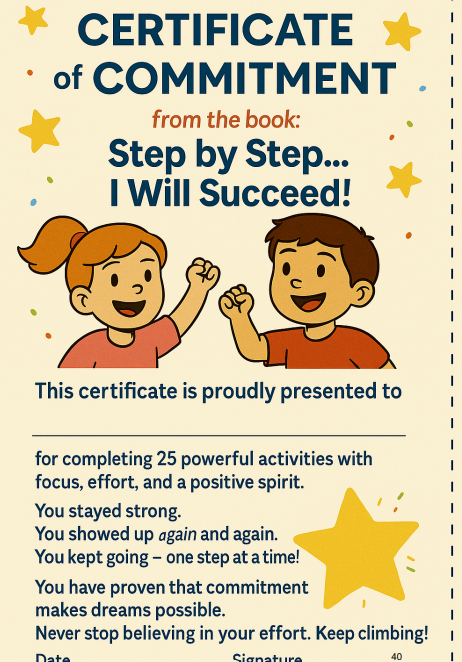 CERTIFICATE
of COMMITMENT
from the book:
Step by Step...
I Will Succeed!
This certificate is proudly presented to
for completing 25 powerful activities with
focus, effort, and a positive spirit.
You stayed strong.
You showed up again and again.
You kept going – one step at a time!
You have proven that commitment
makes dreams possible.
Never stop believing in your effort. Keep climbing!
Date Signature
40